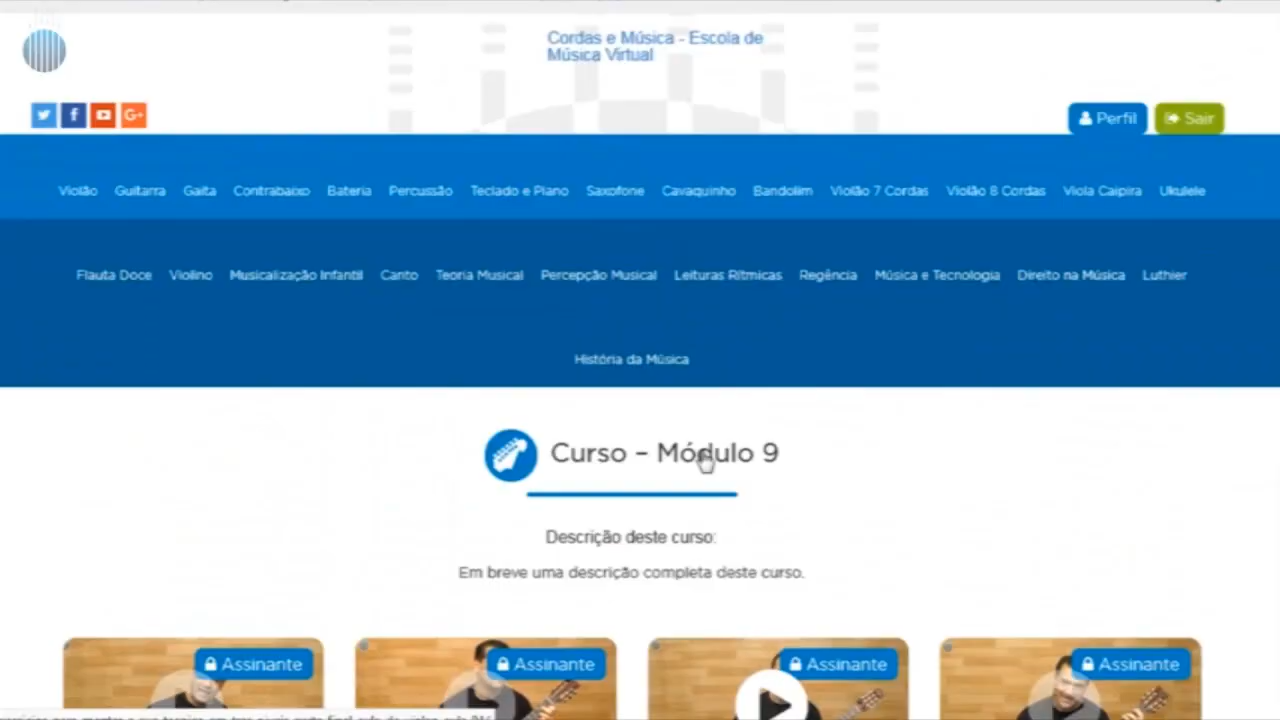 Cordas e Música - Escola de
Música Virtual
G+
Perfil
Sair
Violão Guitarra Gaita Contrabaixo Bateria Percussão Teclado e Piano Saxofone Cavaquinho Bandolim Violão 7 Cordas Violão 8 Cordas Viola Caipira Ukulele
Flauta Doce Violino Musicalização Infantil Canto Teoria Musical Percepção Musical Leituras Rítmicas Regência Música e Tecnologia Direito na Música Luthier
História da Música
Curso – Módulo 9
Descrição deste curso:
Em breve uma descrição completa deste curso.
Assinante Assinante Assinante Assinante